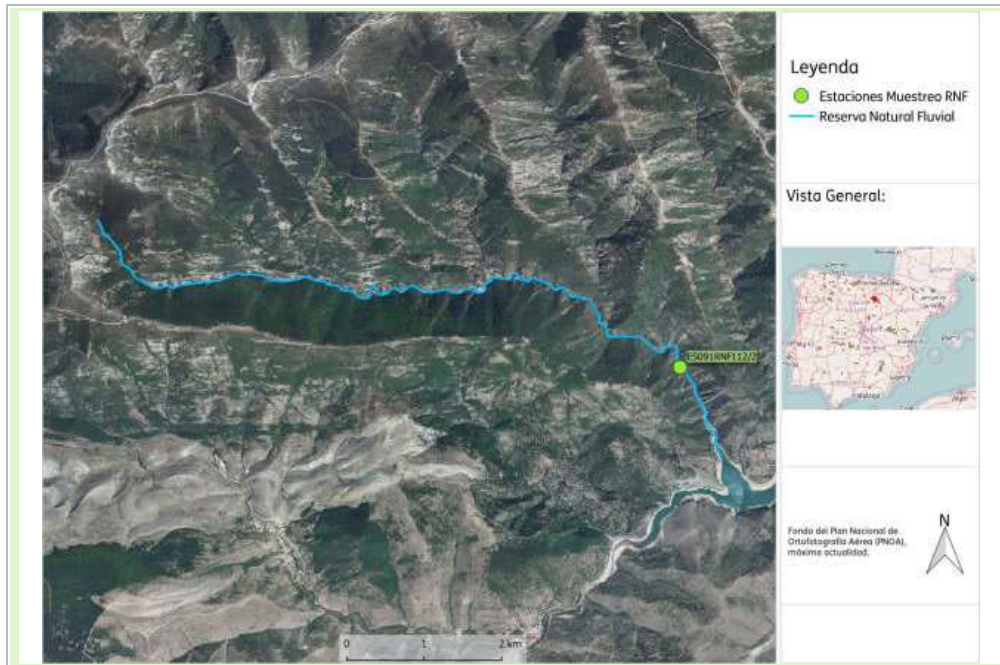 Leyenda
Estaciones Muestreo RNF
Reserva Natural Fluvial
Vista General:
ES091RNF112/2
Fondo del Plan Nacional de
Ortofotografía Aérea (PNOA),
máxima actualidad.
N
0 1 2 km